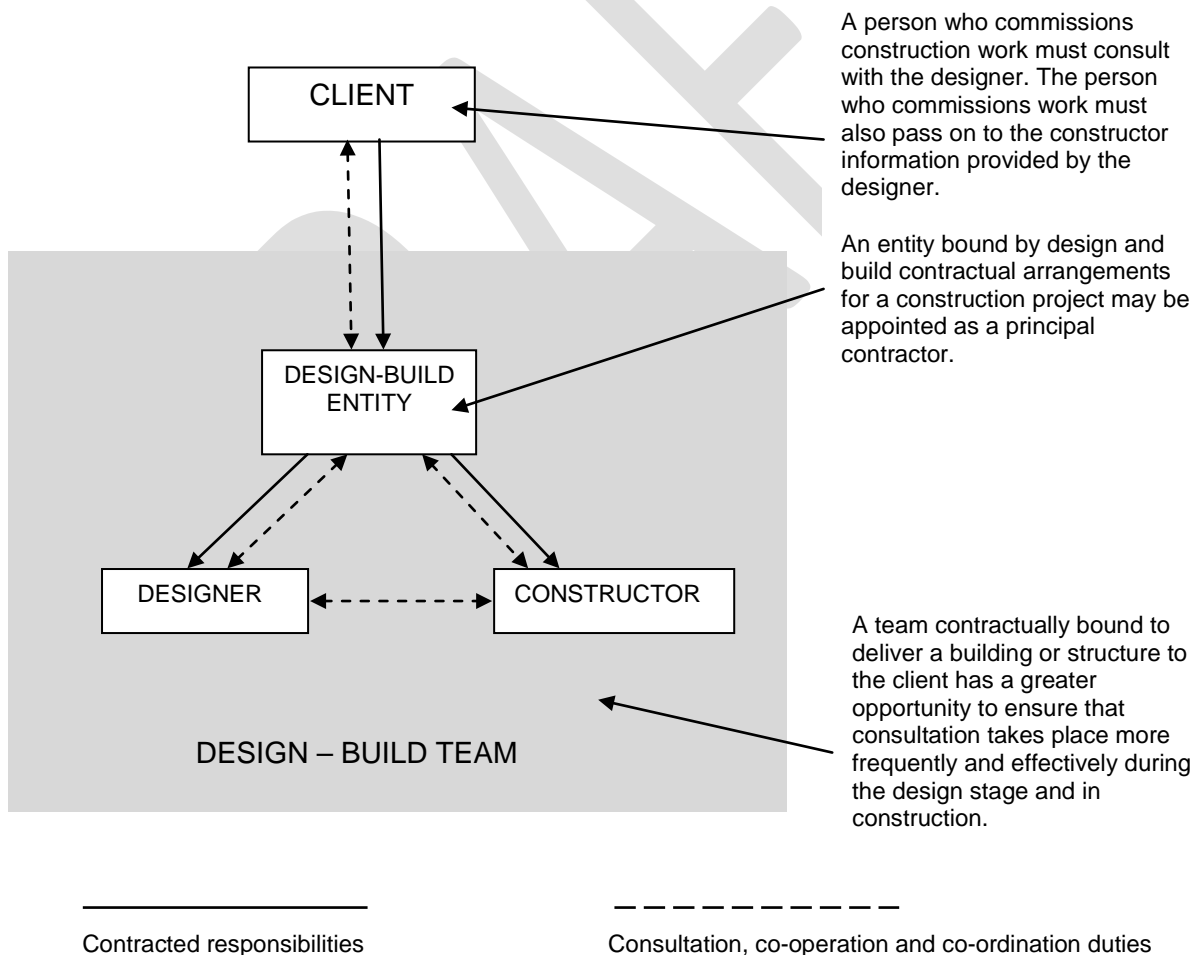 A person who commissions
construction work must consult
with the designer. The person
who commissions work must
also pass on to the constructor
information provided by the
designer.
CLIENT
An entity bound by design and
build contractual arrangements
for a construction project may be
appointed as a principal
contractor.
DESIGN-BUILD
ENTITY
DESIGNER
CONSTRUCTOR
A team contractually bound to
deliver a building or structure to
the client has a greater
opportunity to ensure that
consultation takes place more
frequently and effectively during
the design stage and in
construction.
DESIGN – BUILD TEAM
Contracted responsibilities
Consultation, co-operation and co-ordination duties